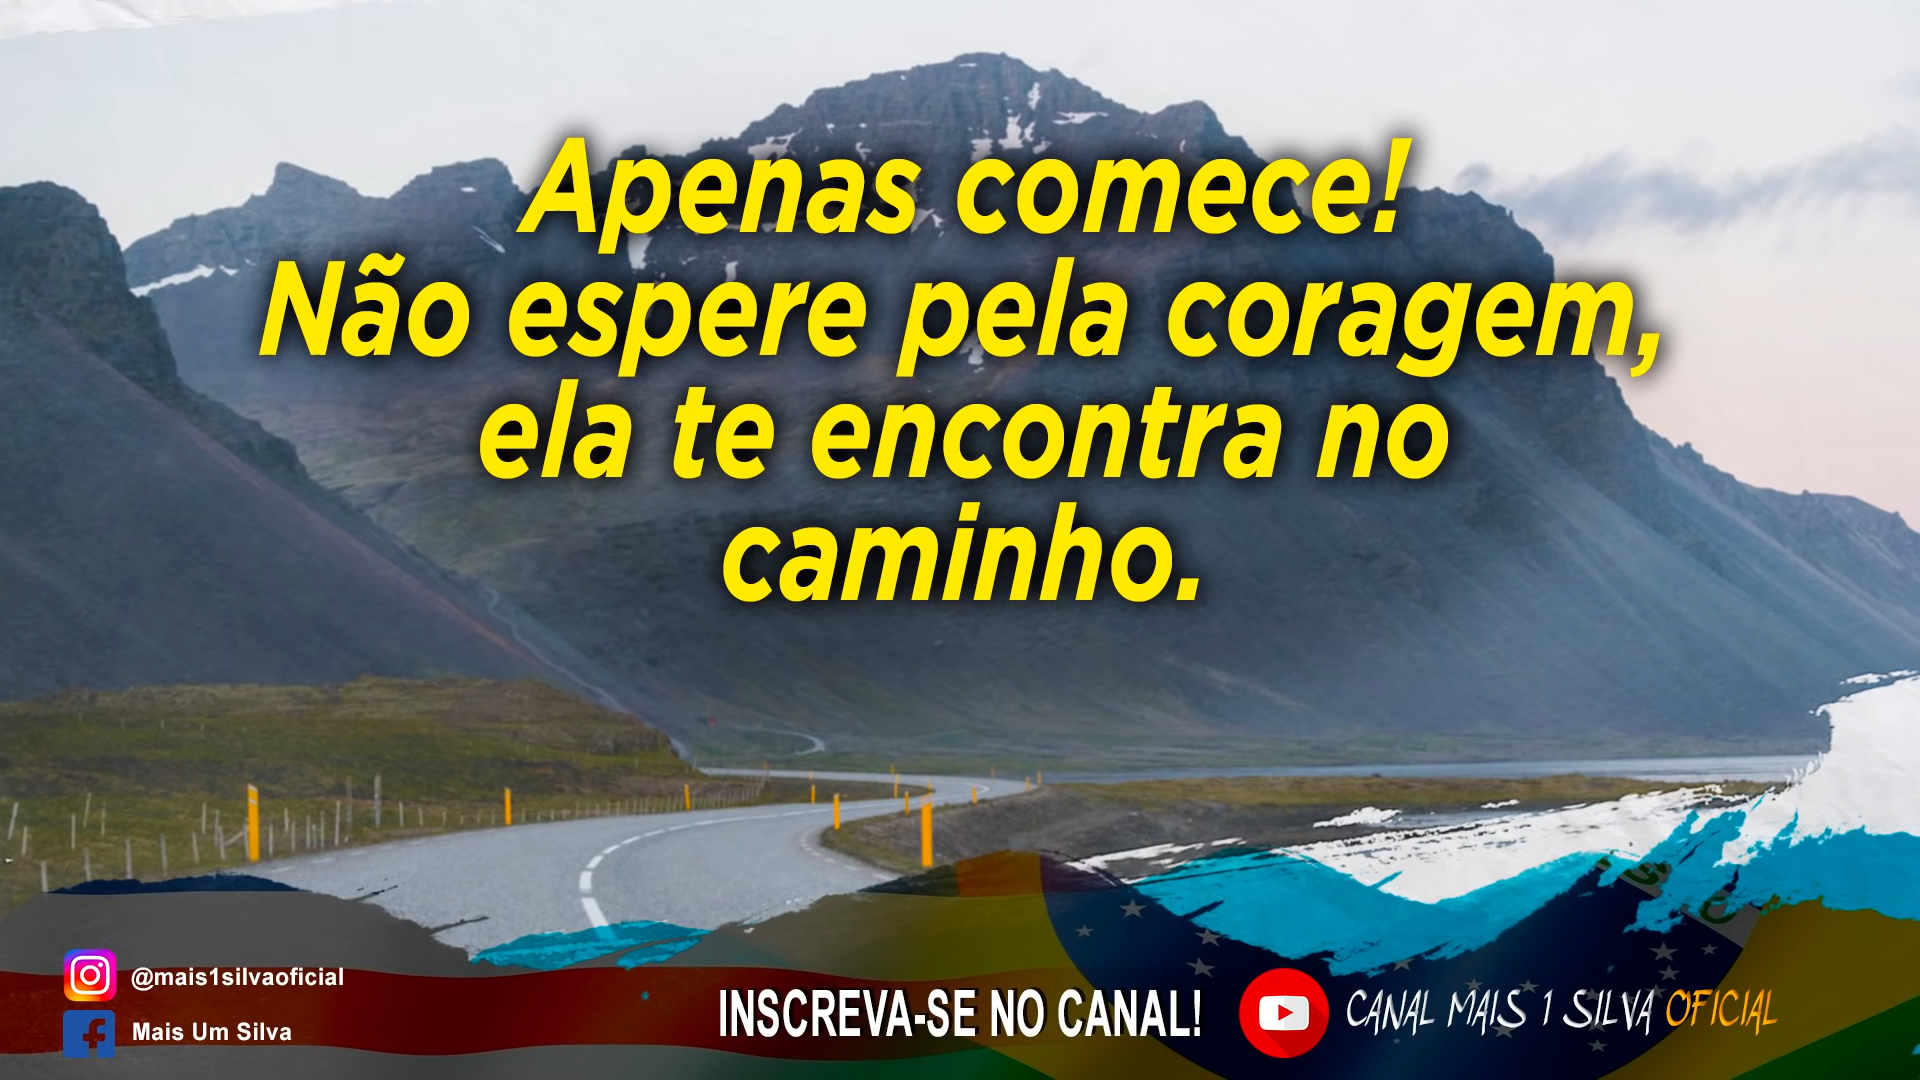 Apenas comece!
Não espere pela coragem,
ela te encontra no
caminho.
@mais1silvaoficial
Mais Um Silva
INSCREVA-SE NO CANAL!
CANAL MAIS 1 SILVA OFICIAL